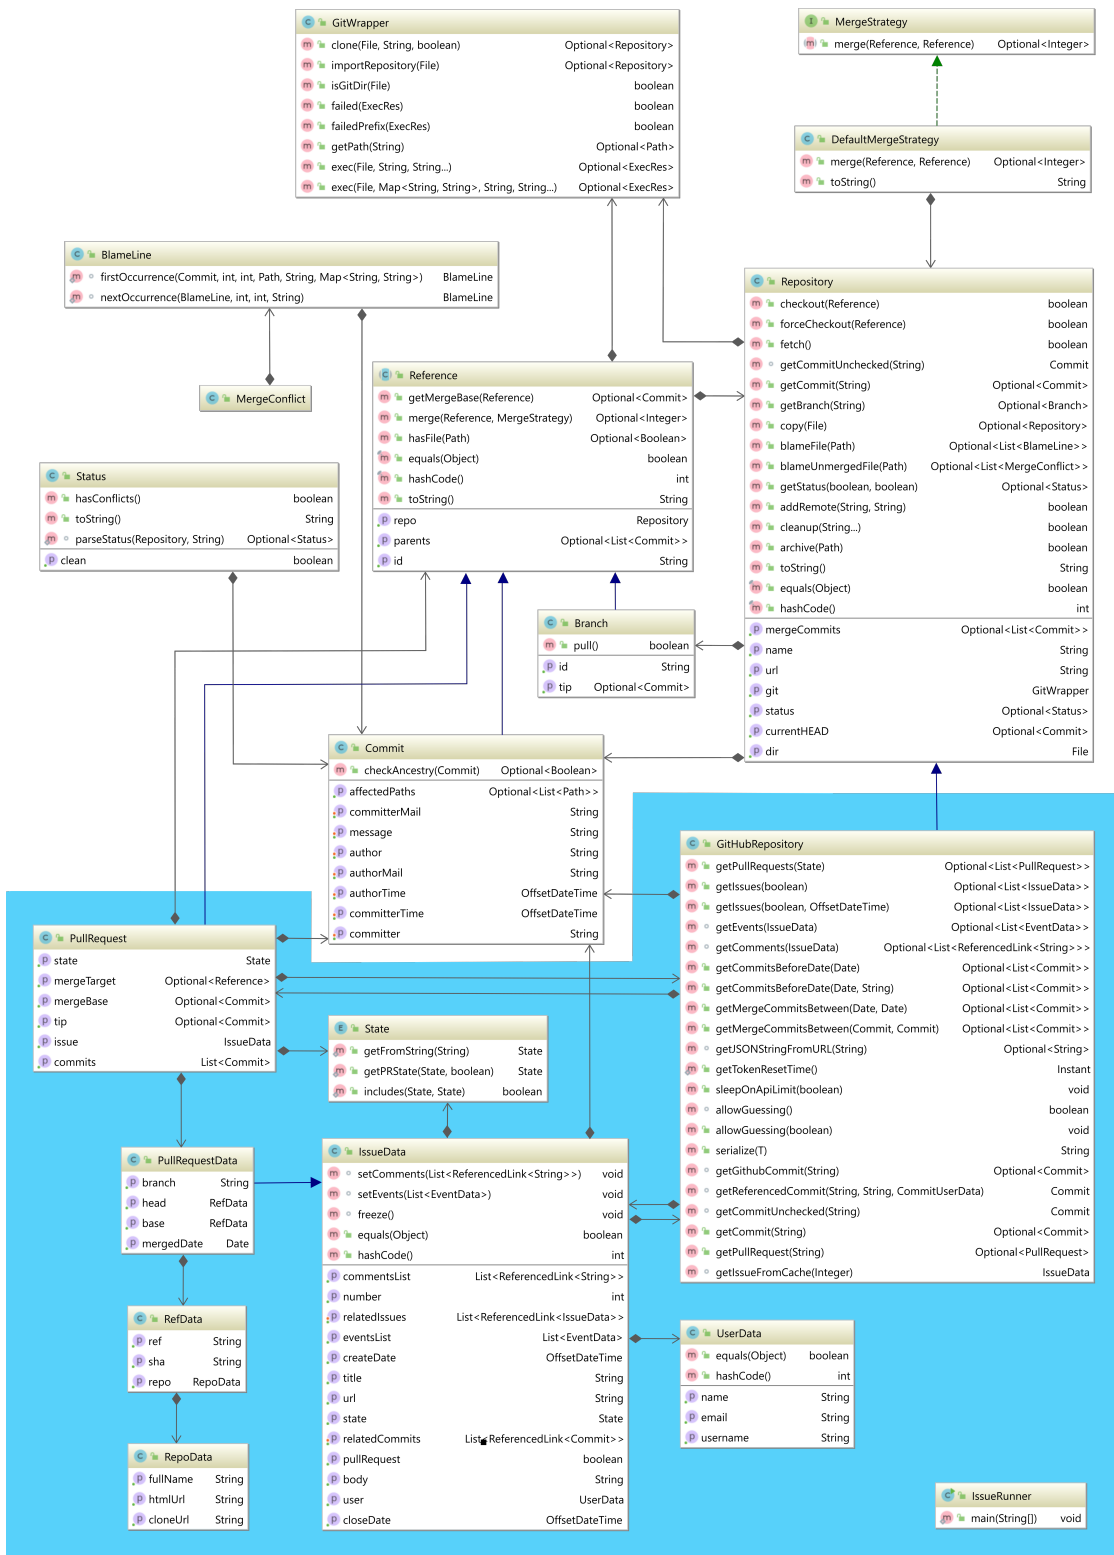 GitWrapper
clone(File, String, boolean) Optional<Repository>
importRepository(File) Optional<Repository>
isGitDir(File) boolean
failed(ExecRes) boolean
failedPrefix(ExecRes) boolean
getPath(String) Optional<Path>
exec(File, String, String...) Optional<ExecRes>
exec(File, Map<String, String>, String, String...) Optional<ExecRes>
MergeStrategy
merge(Reference, Reference) Optional<Integer>
DefaultMergeStrategy
merge(Reference, Reference) Optional<Integer>
toString() String
BlameLine
firstOccurrence(Commit, int, int, Path, String, Map<String, String>) BlameLine
nextOccurrence(BlameLine, int, int, String) BlameLine
MergeConflict
Repository
checkout(Reference) boolean
forceCheckout(Reference) boolean
fetch() boolean
getCommitUnchecked(String) Commit
getCommit(String) Optional<Commit>
getBranch(String) Optional<Branch>
copy(File) Optional<Repository>
blameFile(Path) Optional<List<BlameLine>>
blameUnmergedFile(Path) Optional<List<MergeConflict>>
getStatus(boolean, boolean) Optional<Status>
addRemote(String, String) boolean
cleanup(String...) boolean
archive(Path) boolean
toString() String
equals(Object) boolean
hashCode() int
mergeCommits Optional<List<Commit>>
name String
url String
git GitWrapper
status Optional<Status>
currentHEAD Optional<Commit>
dir File
Reference
getMergeBase(Reference) Optional<Commit>
merge(Reference, MergeStrategy) Optional<Integer>
hasFile(Path) Optional<Boolean>
equals(Object) boolean
hashCode() int
toString() String
repo Repository
parents Optional<List<Commit>>
id String
Status
hasConflicts() boolean
toString() String
parseStatus(Repository, String) Optional<Status>
clean boolean
Branch
pull() boolean
id String
tip Optional<Commit>
Commit
checkAncestry(Commit) Optional<Boolean>
affectedPaths Optional<List<Path>>
committerMail String
message String
author String
authorMail String
authorTime OffsetDateTime
committerTime OffsetDateTime
committer String
GitHubRepository
getPullRequests(State) Optional<List<PullRequest>>
getIssues(boolean) Optional<List<IssueData>>
getIssues(boolean, OffsetDateTime) Optional<List<IssueData>>
getEvents(IssueData) Optional<List<EventData>>
getComments(IssueData) Optional<List<ReferencedLink<String>>>
getCommitsBeforeDate(Date) Optional<List<Commit>>
getCommitsBeforeDate(Date, String) Optional<List<Commit>>
getMergeCommitsBetween(Date, Date) Optional<List<Commit>>
getMergeCommitsBetween(Commit, Commit) Optional<List<Commit>>
getJSONStringFromURL(String) Optional<String>
getTokenResetTime() Instant
sleepOnApiLimit(boolean) void
allowGuessing() boolean
allowGuessing(boolean) void
serialize(T) String
getGithubCommit(String) Optional<Commit>
getReferencedCommit(String, String, CommitUserData) Commit
getCommitUnchecked(String) Commit
getCommit(String) Optional<Commit>
getPullRequest(String) Optional<PullRequest>
getIssueFromCache(Integer) IssueData
PullRequest
state State
mergeTarget Optional<Reference>
mergeBase Optional<Commit>
tip Optional<Commit>
issue IssueData
commits List<Commit>
State
getFromString(String) State
getPRState(State, boolean) State
includes(State, State) boolean
PullRequestData
branch String
head RefData
base RefData
mergedDate Date
IssueData
setComments(List<ReferencedLink<String>>) void
setEvents(List<EventData>) void
freeze() void
equals(Object) boolean
hashCode() int
commentsList List<ReferencedLink<String>>
number int
relatedIssues List<ReferencedLink<IssueData>>
eventsList List<EventData>
createDate OffsetDateTime
title String
url String
state State
relatedCommits List<ReferencedLink<Commit>>
pullRequest boolean
body String
user UserData
closeDate OffsetDateTime
RefData
ref String
sha String
repo RepoData
RepoData
fullName String
htmlUrl String
cloneUrl String
UserData
equals(Object) boolean
hashCode() int
name String
email String
username String
IssueRunner
main(String[]) void